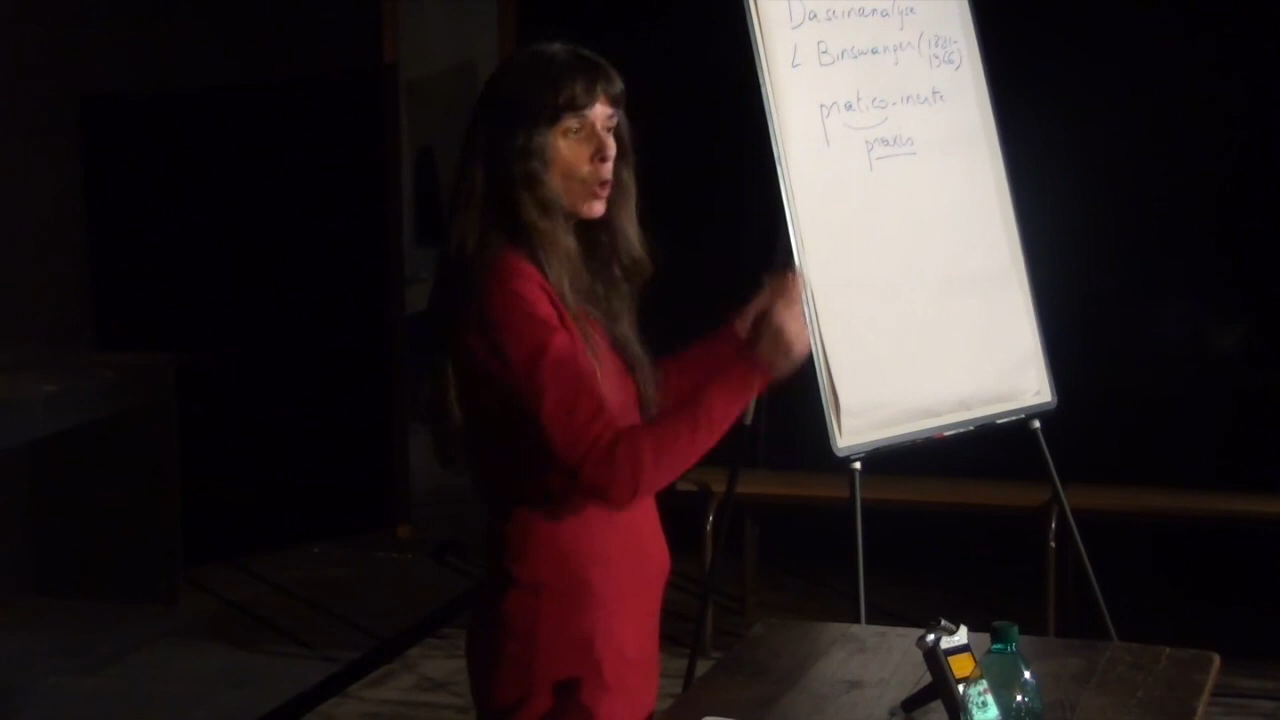 Daseinanalyse
L Binswanger (1881-
1966)
pratico-inerte
praxis